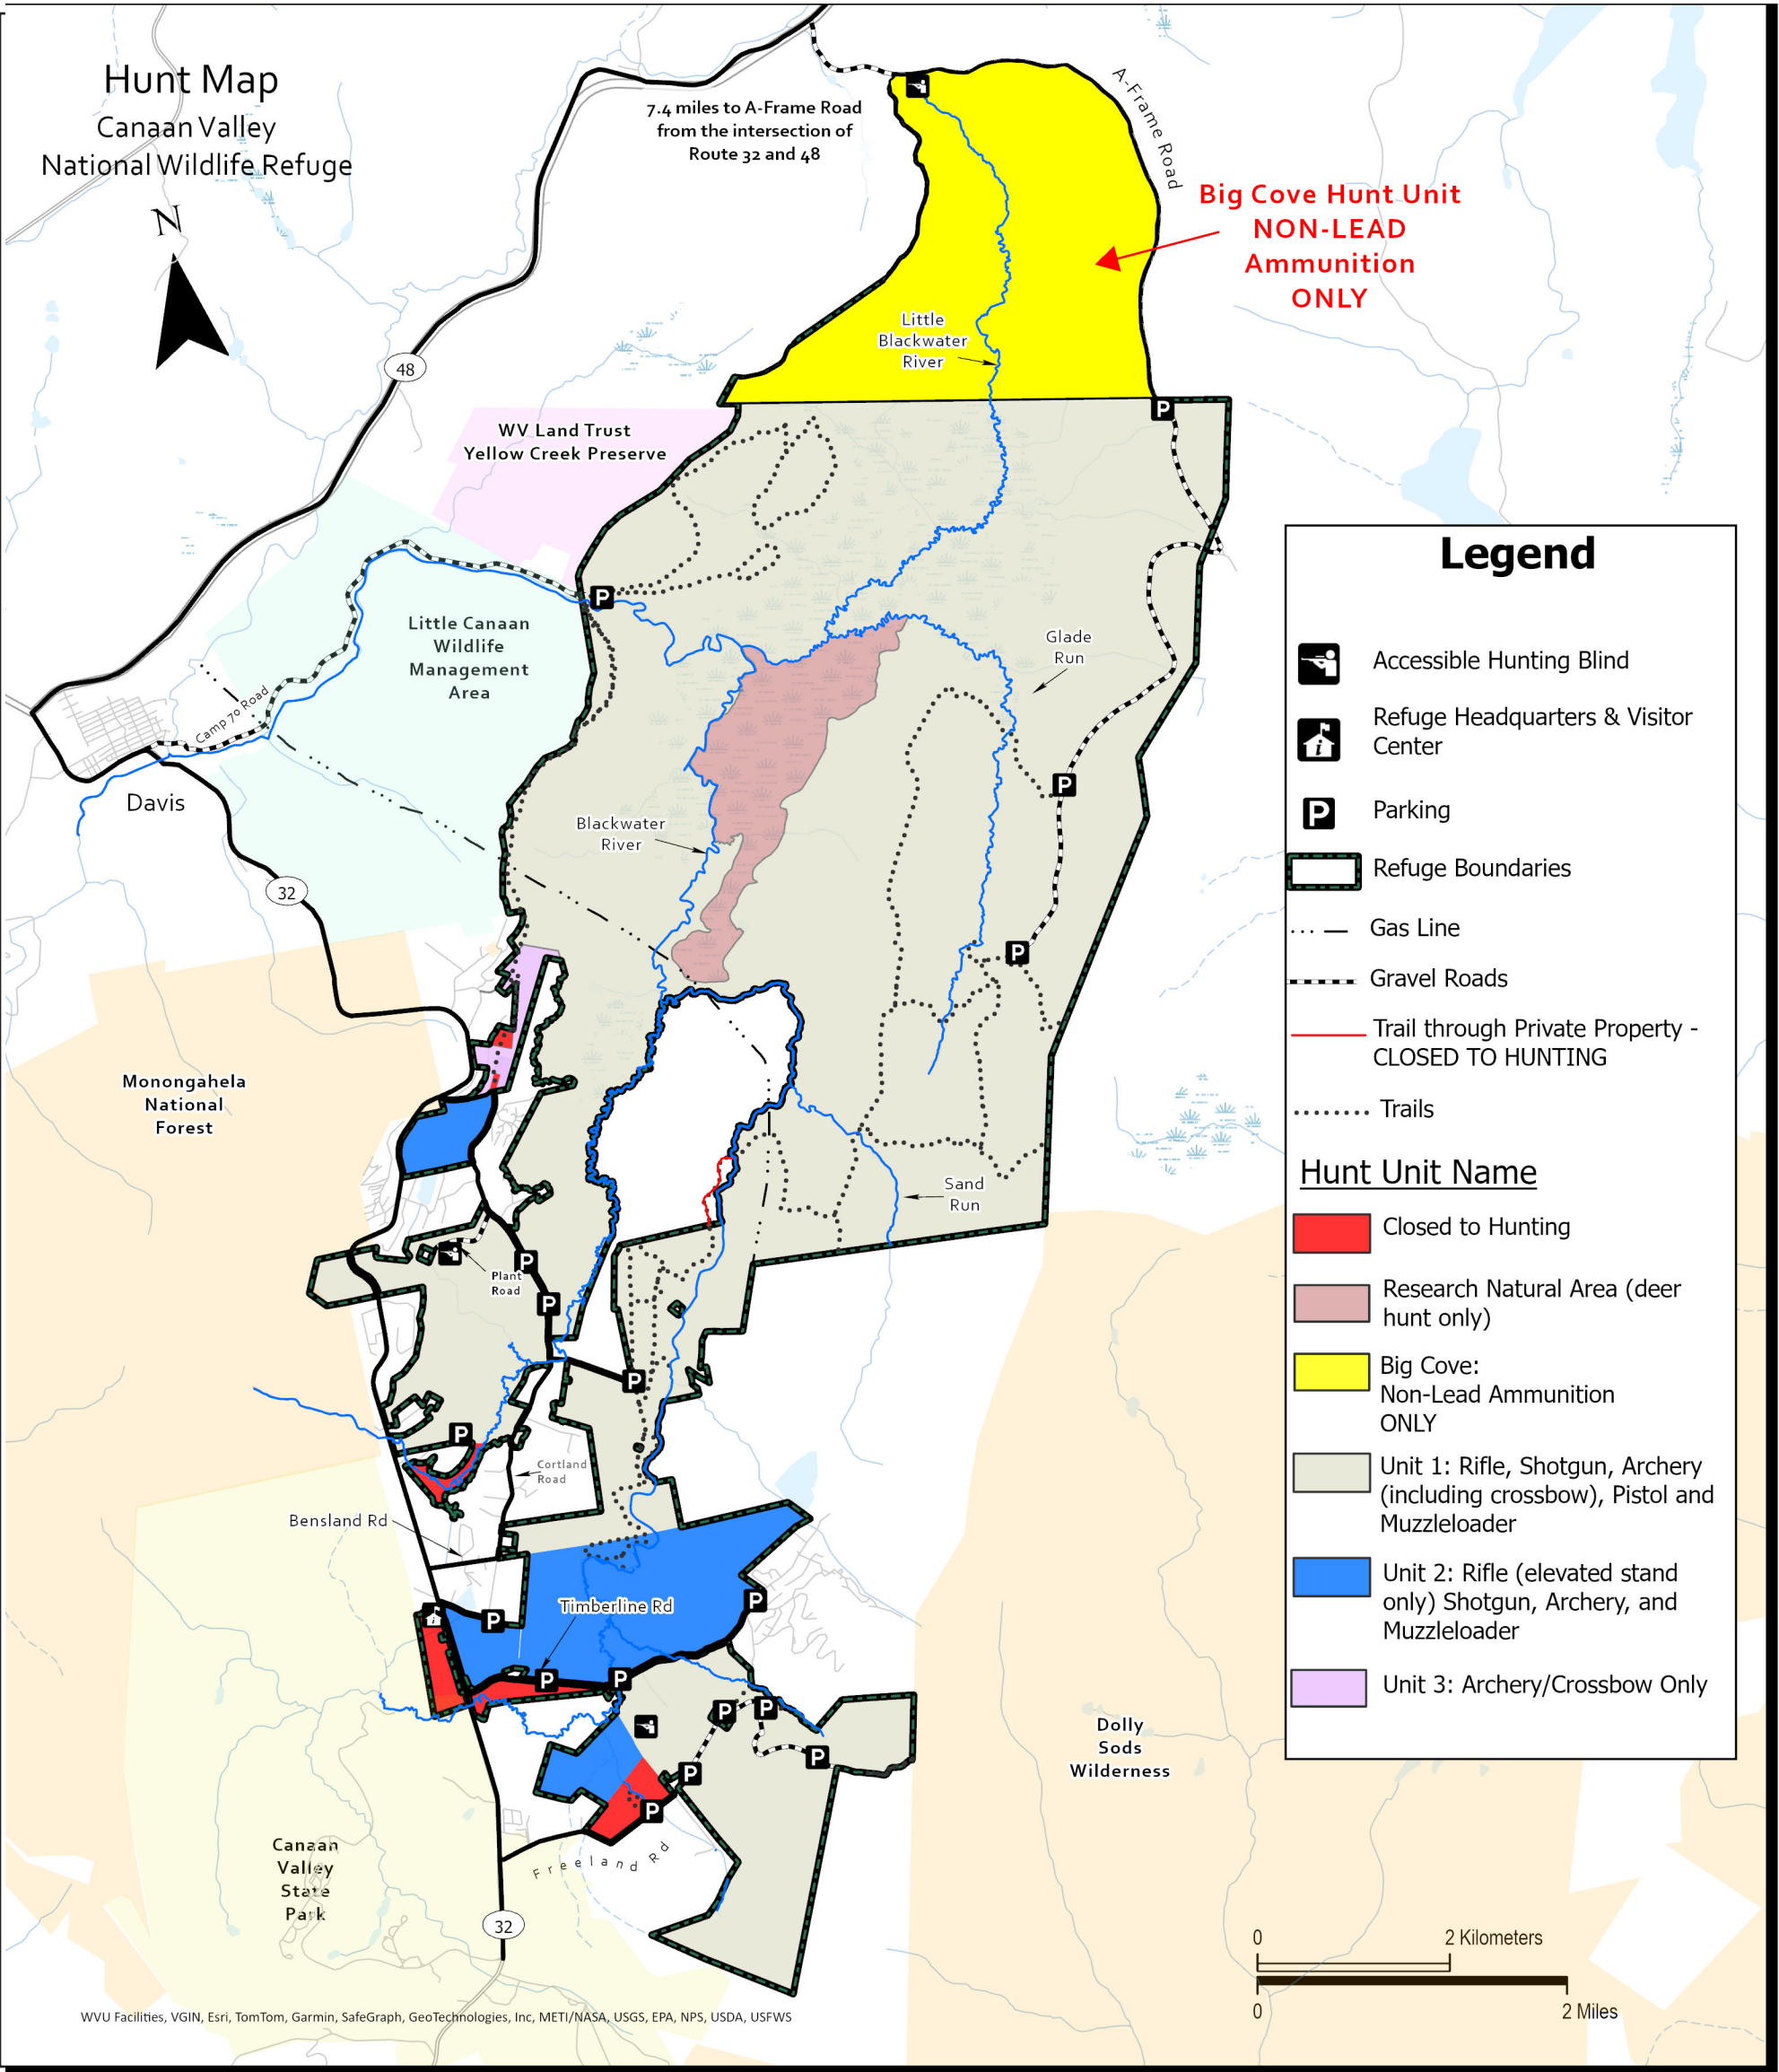 Hunt Map
Canaan Valley
National Wildlife Refuge
N
7.4 miles to A-Frame Road
from the intersection of
Route 32 and 48
A-Frame Road
Big Cove Hunt Unit
NON-LEAD
Ammunition
ONLY
Little
Blackwater
River
48
WV Land Trust
Yellow Creek Preserve
P
P
Little Canaan
Wildlife
Management
Area
Glade
Run
Camp 70 Road
Davis
P
Blackwater
River
32
P
Monongahela
National
Forest
Sand
Run
Plant
Road
P
P
P
P
Cortland
Road
Bensland Rd
Timberline Rd
P
P
P
P
P
P
P
P
P
Freeland Rd
Dolly
Sods
Wilderness
Canaan
Valley
State
Park
32
Legend
Accessible Hunting Blind
Refuge Headquarters & Visitor
Center
P
Parking
Refuge Boundaries
Gas Line
Gravel Roads
Trail through Private Property -
CLOSED TO HUNTING
Trails
Hunt Unit Name
Closed to Hunting
Research Natural Area (deer
hunt only)
Big Cove:
Non-Lead Ammunition
ONLY
Unit 1: Rifle, Shotgun, Archery
(including crossbow), Pistol and
Muzzleloader
Unit 2: Rifle (elevated stand
only) Shotgun, Archery, and
Muzzleloader
Unit 3: Archery/Crossbow Only
0
2 Kilometers
0
2 Miles
WVU Facilities, VGIN, Esri, TomTom, Garmin, SafeGraph, GeoTechnologies, Inc, METI/NASA, USGS, EPA, NPS, USDA, USFWS